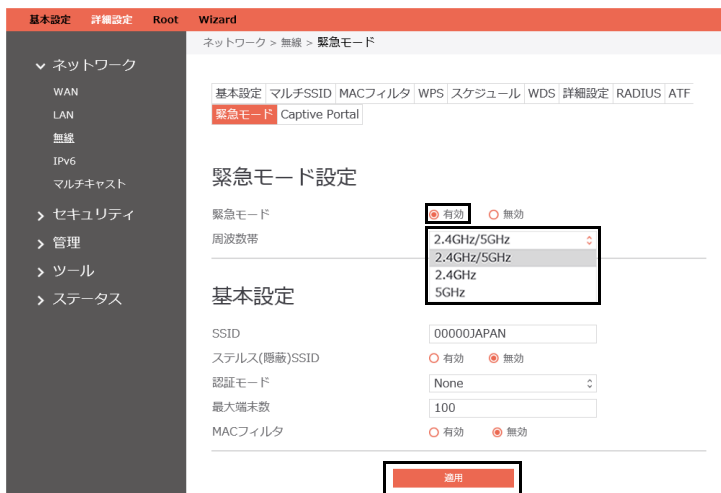 基本設定 詳細設定 Root Wizard
ネットワーク > 無線 > 緊急モード
ネットワーク
WAN
LAN
無線
IPv6
マルチキャスト
セキュリティ
管理
ツール
ステータス
基本設定 マルチSSID MACフィルタ WPS スケジュール WDS 詳細設定 RADIUS ATF
緊急モード Captive Portal
緊急モード設定
緊急モード 有効 無効
周波数帯 2.4GHz/5GHz
2.4GHz/5GHz
2.4GHz
5GHz
基本設定
SSID 00000JAPAN
ステルス(隠蔽)SSID 有効 無効
認証モード None
最大端末数 100
MACフィルタ 有効 無効
適用